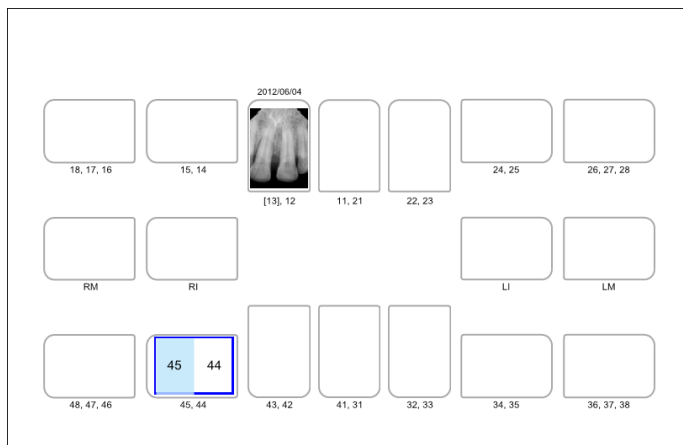 2012/06/04
18, 17, 16
15, 14
[13], 12
11, 21
22, 23
24, 25
26, 27, 28
RM
RI
LI
LM
45
44
48, 47, 46
45, 44
43, 42
41, 31
32, 33
34, 35
36, 37, 38